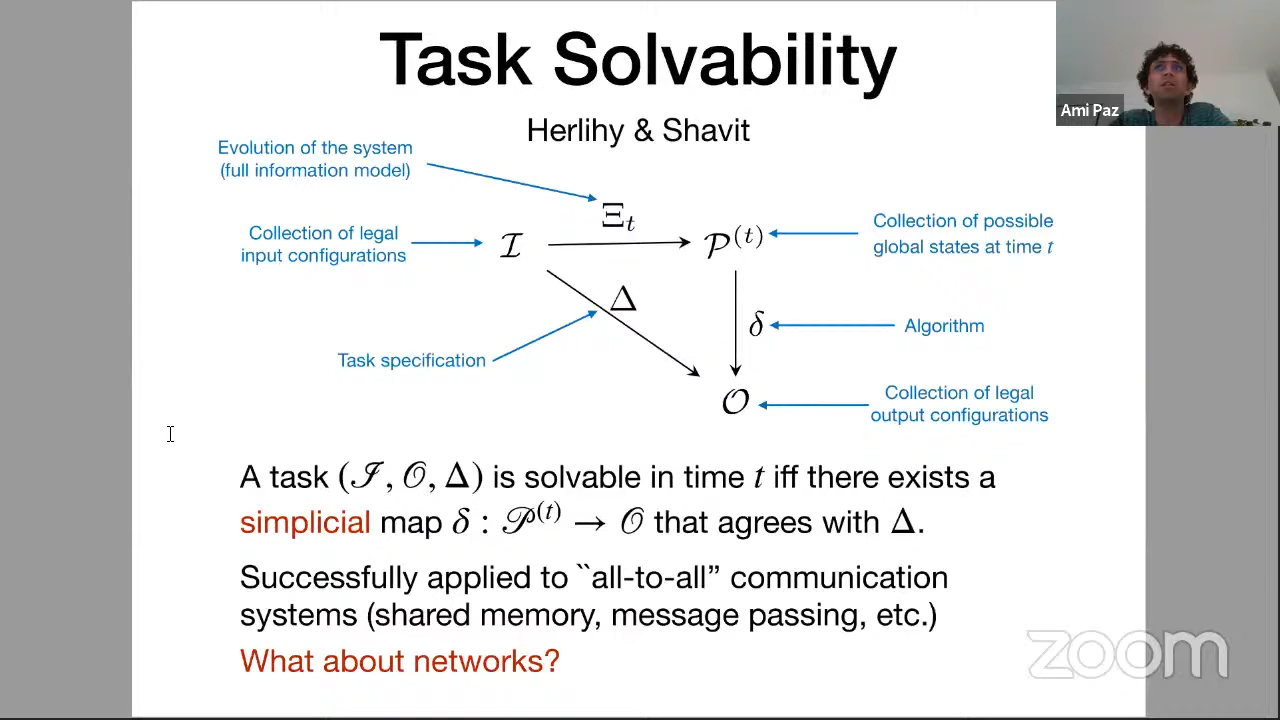 Task Solvability
Herlihy & Shavit
Ami Paz
Evolution of the system
(full information model)
Ξt
Collection of legal
input configurations
I
P(t)
Collection of possible
global states at time t
Δ
δ
Algorithm
Task specification
O
Collection of legal
output configurations
A task (I, O, Δ) is solvable in time t iff there exists a
simplicial map δ : P(t) → O that agrees with Δ.
Successfully applied to ``all-to-all” communication
systems (shared memory, message passing, etc.)
What about networks?
zoom